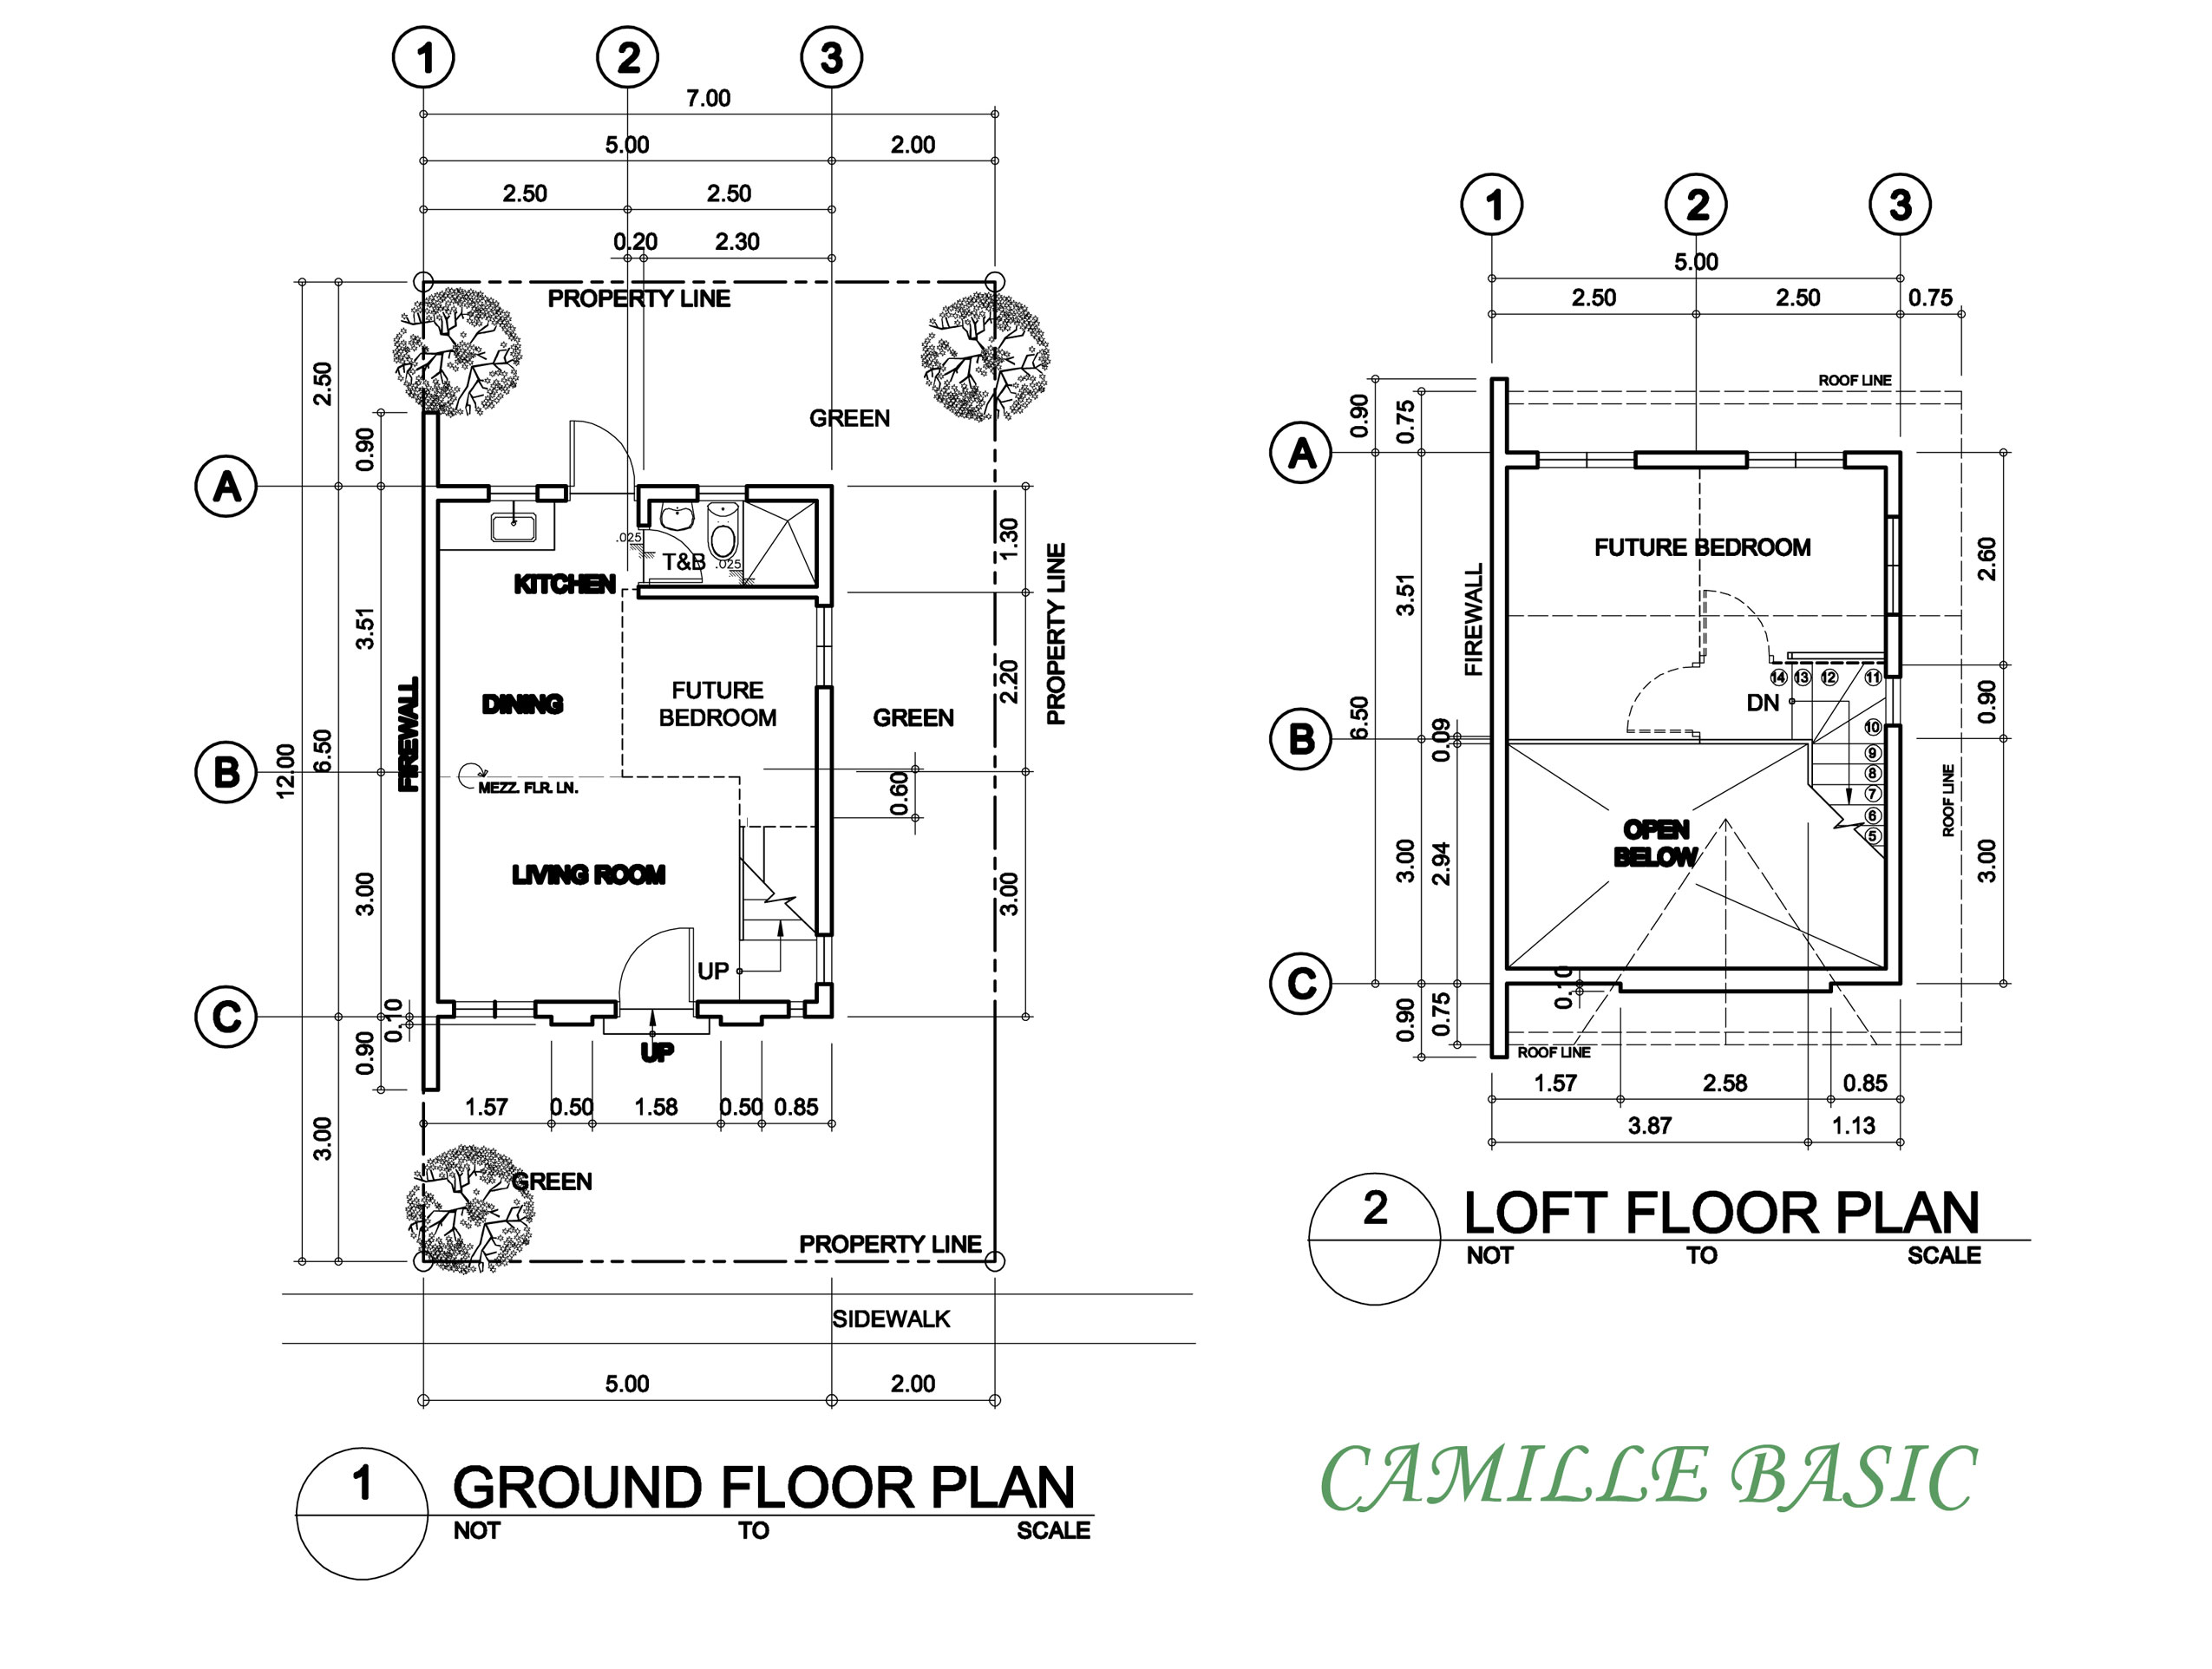 1
2
3
7.00
5.00
2.00
2.50
2.50
0.20
2.30
PROPERTY LINE
2.50
GREEN
0.90
A
1.30
.025
T&B
.025
KITCHEN
PROPERTY LINE
3.51
2.20
FUTURE
BEDROOM
DINING
GREEN
FIREWALL
12.00
6.50
B
MEZZ. FLR. LN.
0.60
LIVING ROOM
3.00
3.00
UP
C
0.10
0.90
UP
1.57
0.50
1.58
0.50
0.85
3.00
GREEN
PROPERTY LINE
SIDEWALK
5.00
2.00
1
GROUND FLOOR PLAN
NOT TO SCALE
1
2
3
5.00
2.50
2.50
0.75
ROOF LINE
0.90
0.75
A
FUTURE BEDROOM
2.60
3.51
FIREWALL
14
13
12
11
DN
0.90
6.50
10
B
0.09
9
8
7
6
5
ROOF LINE
OPEN
BELOW
3.00
2.94
3.00
C
0.10
0.90
0.75
ROOF LINE
1.57
2.58
0.85
3.87
1.13
2
LOFT FLOOR PLAN
NOT TO SCALE
CAMILLE BASIC